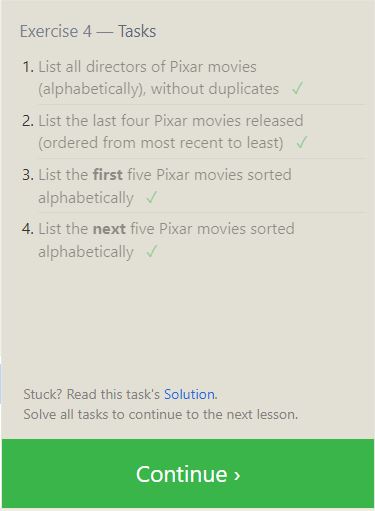 Exercise 4 — Tasks
1. List all directors of Pixar movies
(alphabetically), without duplicates ✓
2. List the last four Pixar movies released
(ordered from most recent to least) ✓
3. List the first five Pixar movies sorted
alphabetically ✓
4. List the next five Pixar movies sorted
alphabetically ✓
Stuck? Read this task's Solution.
Solve all tasks to continue to the next lesson.
Continue ›